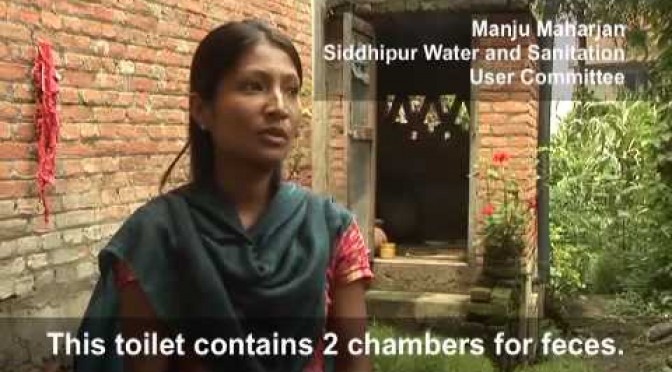 Manju Maharjan
Siddhipur Water and Sanitation
User Committee
This toilet contains 2 chambers for feces.